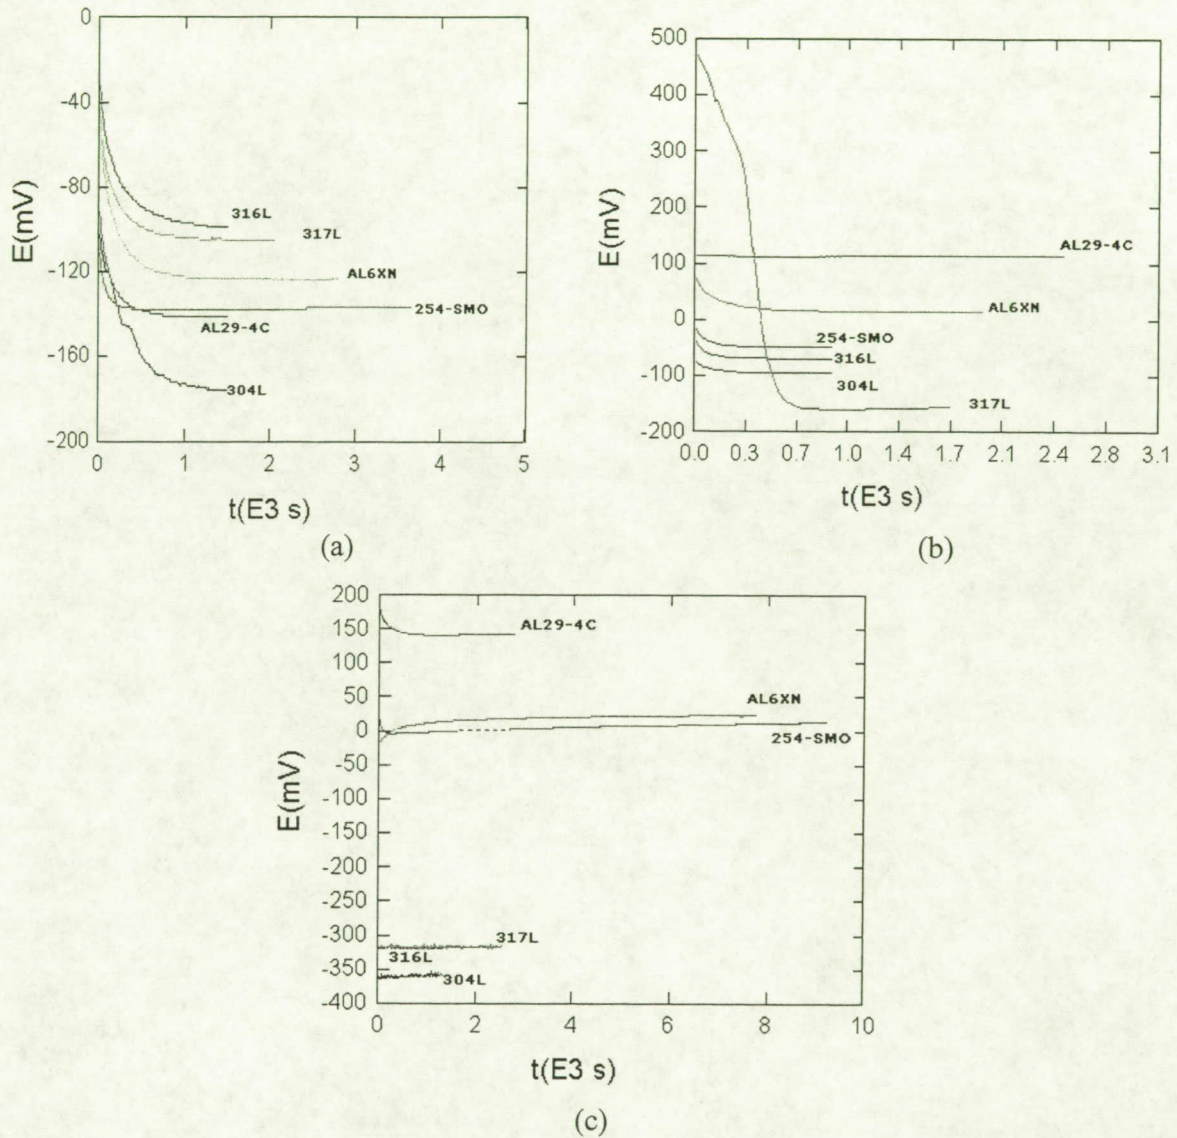 0
-40
-80
-120
-160
-200
E(mV)
316L
317L
AL6XN
254-SMO
AL29-4C
304L
0 1 2 3 4 5
t(E3 s)
(a)
500
400
300
200
100
0
-100
-200
E(mV)
AL29-4C
AL6XN
254-SMO
316L
304L
317L
0.0 0.3 0.7 1.0 1.4 1.7 2.1 2.4 2.8 3.1
t(E3 s)
(b)
200
150
100
50
0
-50
-100
-150
-200
-250
-300
-350
-400
E(mV)
AL29-4C
AL6XN
254-SMO
317L
316L
304L
0 2 4 6 8 10
t(E3 s)
(c)